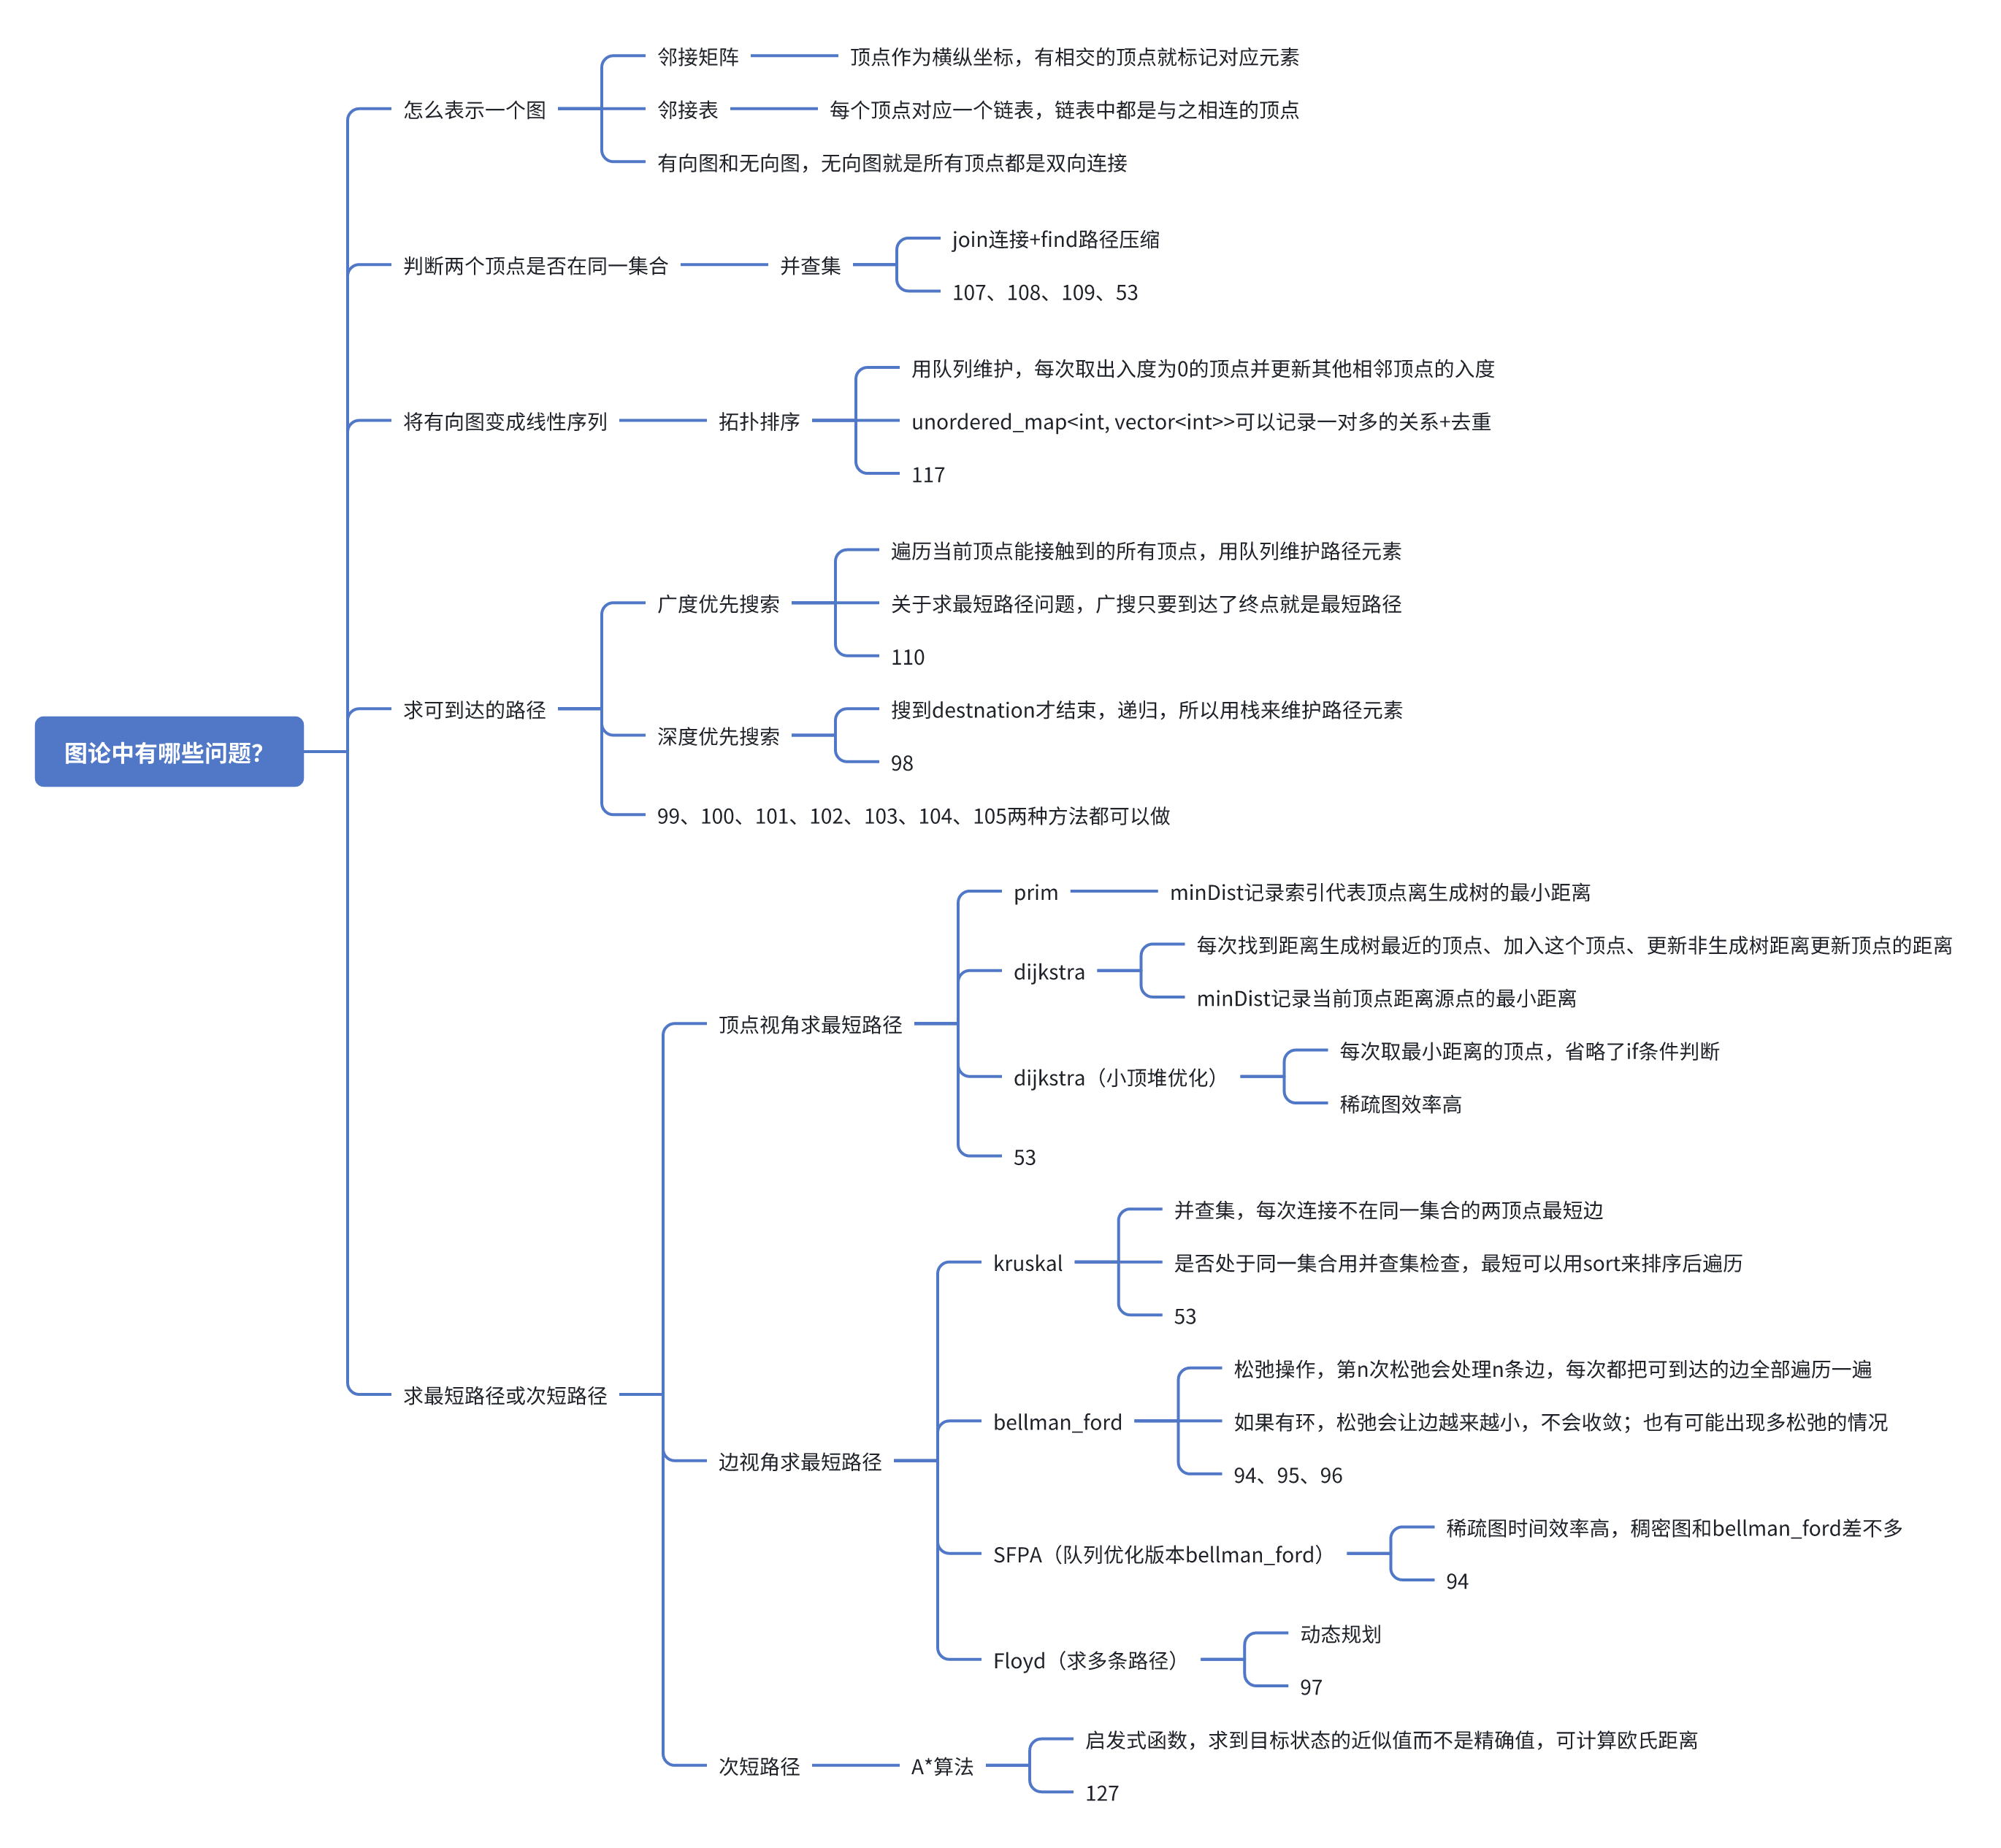 图论中有哪些问题?
怎么表示一个图
邻接矩阵
顶点作为横纵坐标，有相交的顶点就标记对应元素
邻接表
每个顶点对应一个链表，链表中都是与之相连的顶点
有向图和无向图，无向图就是所有顶点都是双向连接
判断两个顶点是否在同一集合
并查集
join连接+find路径压缩
107、108、109、53
将有向图变成线性序列
拓扑排序
用队列维护，每次取出入度为0的顶点并更新其他相邻顶点的入度
unordered_map<int, vector<int>>可以记录一对多的关系+去重
117
求可到达的路径
广度优先搜索
遍历当前顶点能接触到的所有顶点，用队列维护路径元素
关于求最短路径问题，广搜只要到达了终点就是最短路径
110
深度优先搜索
搜到destnation才结束，递归，所以用栈来维护路径元素
98
99、100、101、102、103、104、105两种方法都可以做
求最短路径或次短路径
顶点视角求最短路径
prim
minDist记录索引代表顶点离生成树的最小距离
dijkstra
每次找到距离生成树最近的顶点、加入这个顶点、更新非生成树距离更新顶点的距离
minDist记录当前顶点距离源点的最小距离
dijkstra（小顶堆优化）
每次取最小距离的顶点，省略了if条件判断
稀疏图效率高
53
边视角求最短路径
kruskal
并查集，每次连接不在同一集合的两顶点最短边
是否处于同一集合用并查集检查，最短可以用sort来排序后遍历
53
bellman_ford
松弛操作，第n次松弛会处理n条边，每次都把可到达的边全部遍历一遍
如果有环，松弛会让边越来越小，不会收敛；也有可能出现多松弛的情况
94、95、96
SFPA（队列优化版本bellman_ford）
稀疏图时间效率高，稠密图和bellman_ford差不多
94
Floyd（求多条路径）
动态规划
97
次短路径
A*算法
启发式函数，求到目标状态的近似值而不是精确值，可计算欧氏距离
127